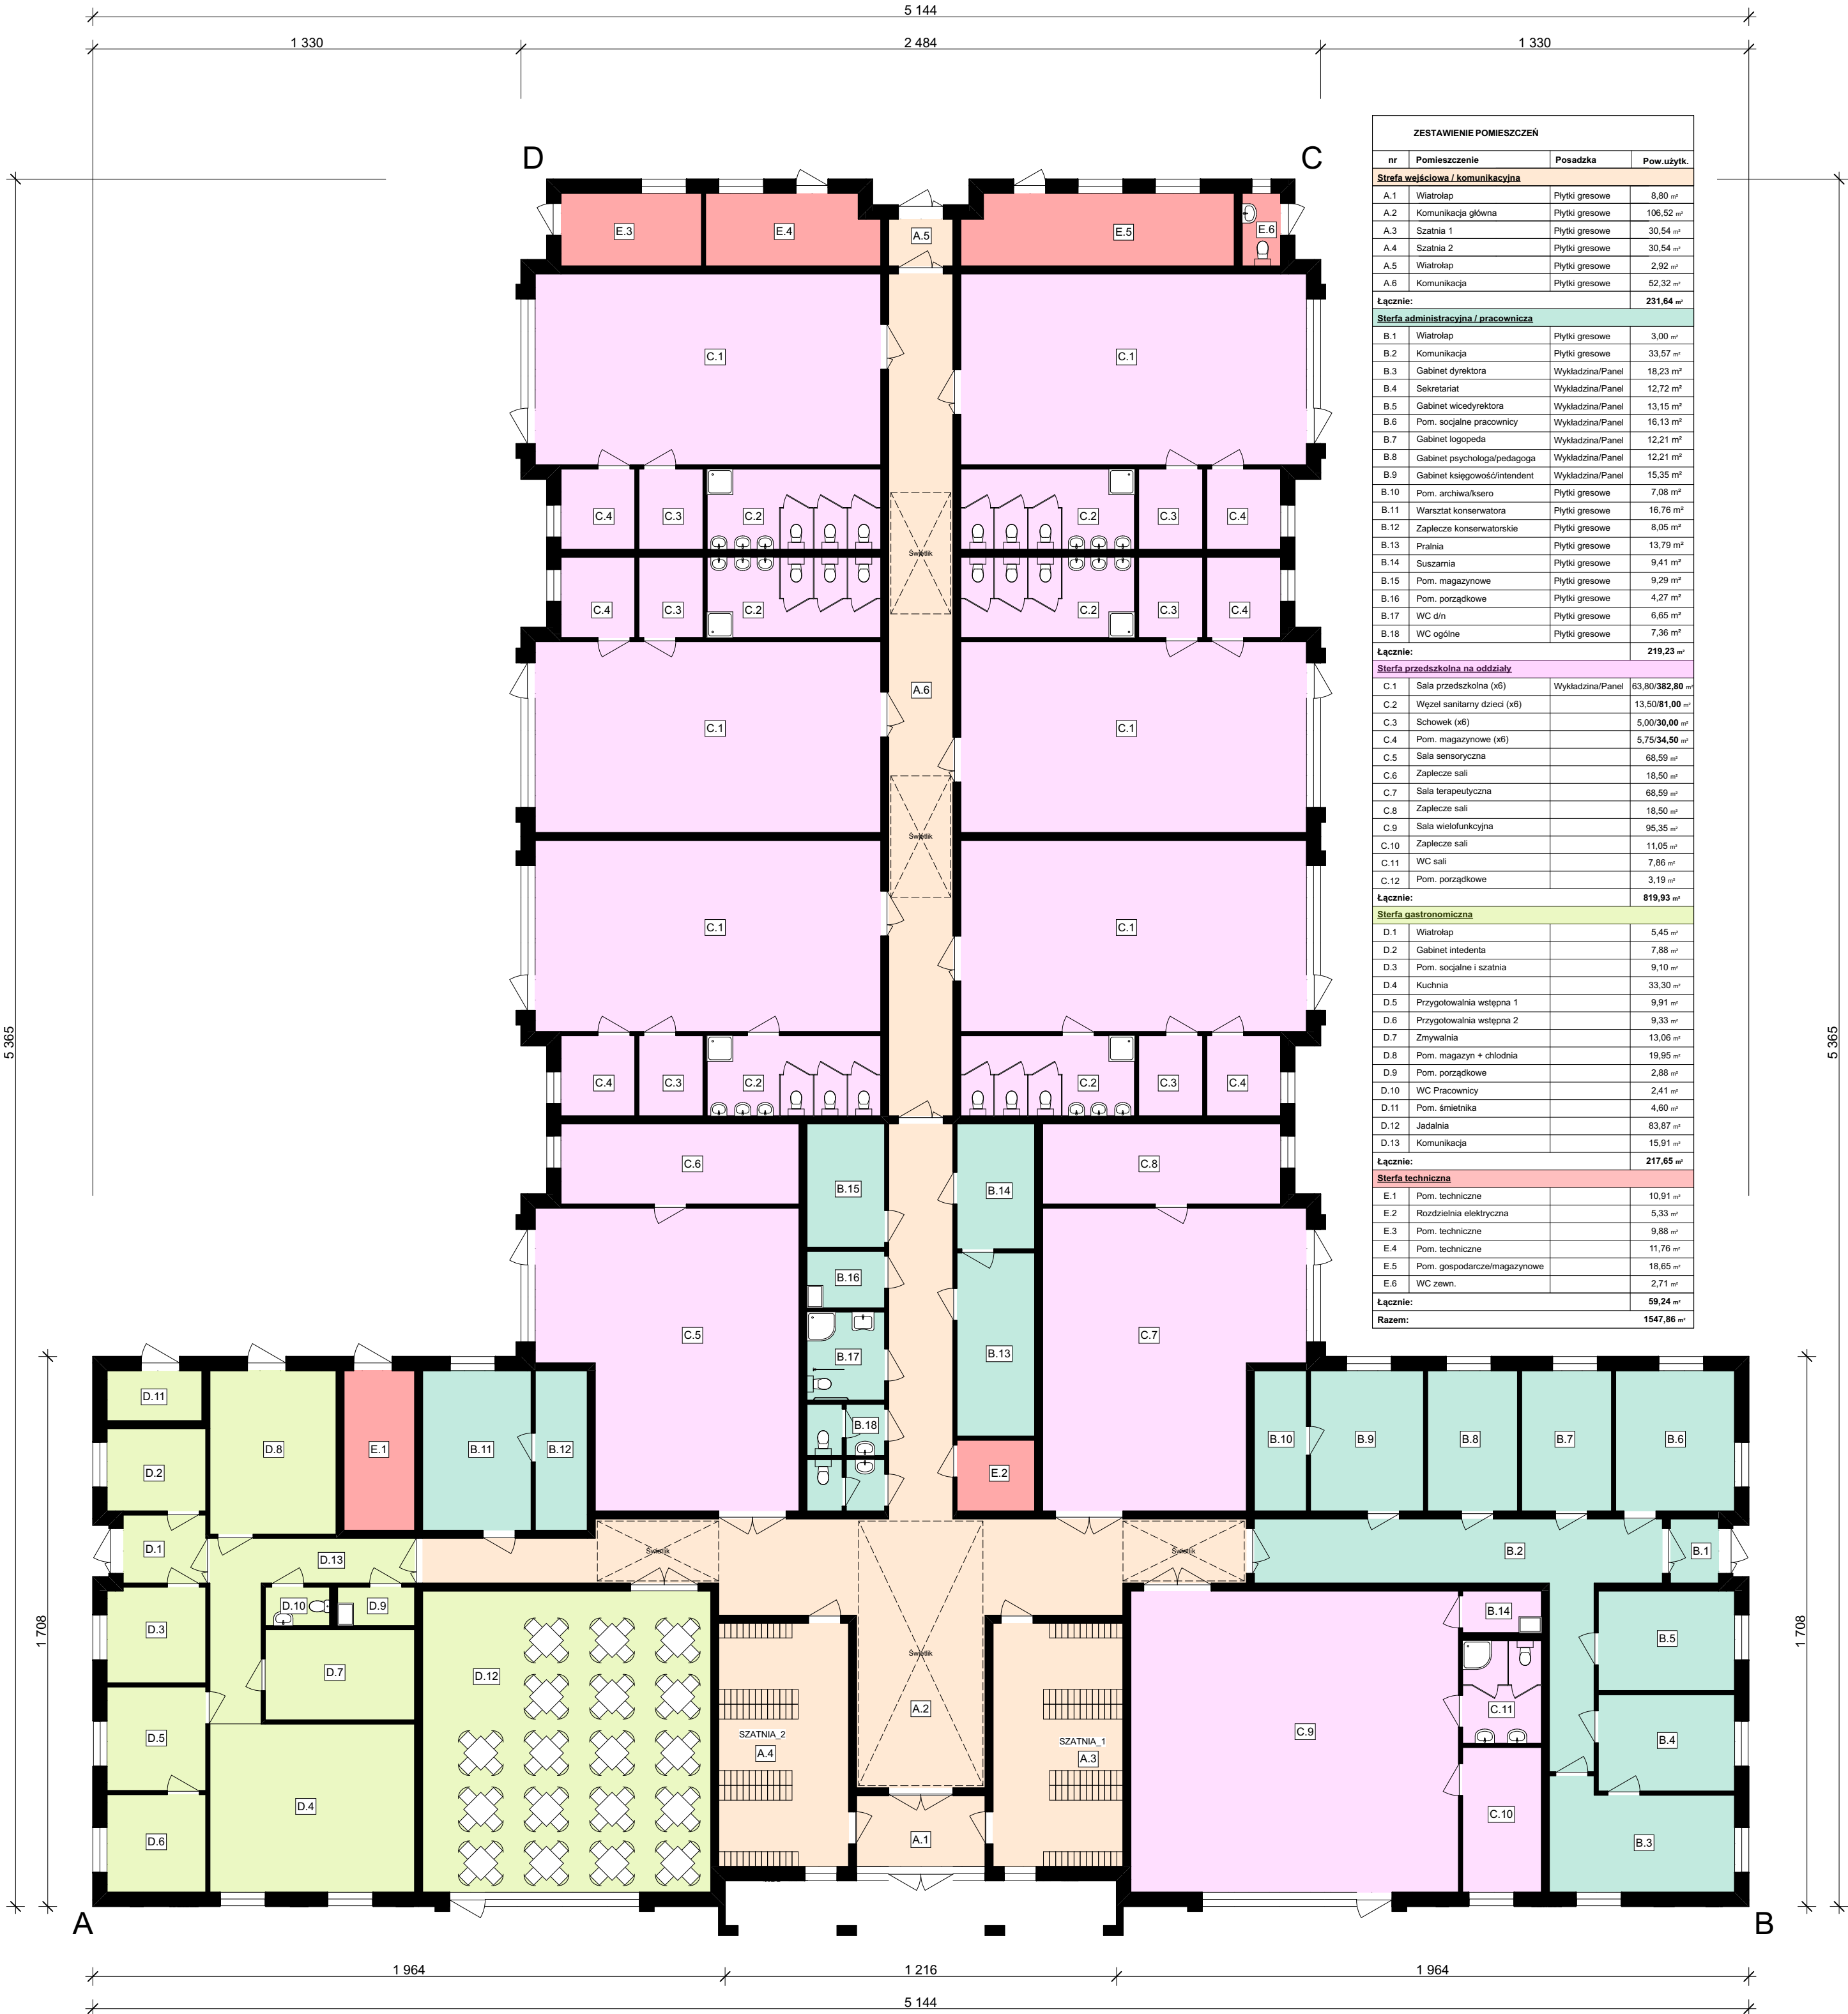 5 144
1 330 2 484 1 330
ZESTAWIENIE POMIESZCZEŃ
nr Pomieszczenie Posadzka Pow.użytk.
Strefa wejściowa / komunikacyjna
A.1 Wiatrołap Płytki gresowe 8,80 m²
A.2 Komunikacja główna Płytki gresowe 106,52 m²
A.3 Szatnia 1 Płytki gresowe 30,54 m²
A.4 Szatnia 2 Płytki gresowe 30,54 m²
A.5 Wiatrołap Płytki gresowe 2,92 m²
A.6 Komunikacja Płytki gresowe 52,32 m²
Łącznie: 231,64 m²
Sterfa administracyjna / pracownicza
B.1 Wiatrołap Płytki gresowe 3,00 m²
B.2 Komunikacja Płytki gresowe 33,57 m²
B.3 Gabinet dyrektora Wykładzina/Panel 18,23 m²
B.4 Sekretariat Wykładzina/Panel 12,72 m²
B.5 Gabinet wicedyrektora Wykładzina/Panel 13,15 m²
B.6 Pom. socjalne pracownicy Wykładzina/Panel 16,13 m²
B.7 Gabinet logopeda Wykładzina/Panel 12,21 m²
B.8 Gabinet psychologa/pedagoga Wykładzina/Panel 12,21 m²
B.9 Gabinet księgowość/intendent Wykładzina/Panel 15,35 m²
B.10 Pom. archiwa/ksero Płytki gresowe 7,08 m²
B.11 Warsztat konserwatora Płytki gresowe 16,76 m²
B.12 Zaplecze konserwatorskie Płytki gresowe 8,05 m²
B.13 Pralnia Płytki gresowe 13,79 m²
B.14 Suszarnia Płytki gresowe 9,41 m²
B.15 Pom. magazynowe Płytki gresowe 9,29 m²
B.16 Pom. porządkowe Płytki gresowe 4,27 m²
B.17 WC d/n Płytki gresowe 6,65 m²
B.18 WC ogólne Płytki gresowe 7,36 m²
Łącznie: 219,23 m²
Sterfa przedszkolna na oddziały
C.1 Sala przedszkolna (x6) Wykładzina/Panel 63,80/382,80 m²
C.2 Węzel sanitarny dzieci (x6) 13,50/81,00 m²
C.3 Schowek (x6) 5,00/30,00 m²
C.4 Pom. magazynowe (x6) 5,75/34,50 m²
C.5 Sala sensoryczna 68,59 m²
C.6 Zaplecze sali 18,50 m²
C.7 Sala terapeutyczna 68,59 m²
C.8 Zaplecze sali 18,50 m²
C.9 Sala wielofunkcyjna 95,35 m²
C.10 Zaplecze sali 11,05 m²
C.11 WC sali 7,86 m²
C.12 Pom. porządkowe 3,19 m²
Łącznie: 819,93 m²
Sterfa gastronomiczna
D.1 Wiatrołap 5,45 m²
D.2 Gabinet intedenta 7,88 m²
D.3 Pom. socjalne i szatnia 9,10 m²
D.4 Kuchnia 33,30 m²
D.5 Przygotowalnia wstępna 1 9,91 m²
D.6 Przygotowalnia wstępna 2 9,33 m²
D.7 Zmywalnia 13,06 m²
D.8 Pom. magazyn + chlodnia 19,95 m²
D.9 Pom. porządkowe 2,88 m²
D.10 WC Pracownicy 2,41 m²
D.11 Pom. śmietnika 4,60 m²
D.12 Jadalnia 83,87 m²
D.13 Komunikacja 15,91 m²
Łącznie: 217,65 m²
Sterfa techniczna
E.1 Pom. techniczne 10,91 m²
E.2 Rozdzielnia elektryczna 5,33 m²
E.3 Pom. techniczne 9,88 m²
E.4 Pom. techniczne 11,76 m²
E.5 Pom. gospodarcze/magazynowe 18,65 m²
E.6 WC zewn. 2,71 m²
Łącznie: 59,24 m²
Razem: 1547,86 m²
D C
E.3 E.4 A.5 E.5 E.6
C.1 C.1
C.4 C.3 C.2 C.2 C.3 C.4
Świetlik
C.4 C.3 C.2 C.2 C.3 C.4
A.6
C.1 C.1
Świetlik
C.1 C.1
5 365 5 365
C.4 C.3 C.2 C.2 C.3 C.4
C.6 B.15 B.14 C.8
B.16
C.5 B.17 B.13 C.7
D.11
D.2 D.8 E.1 B.11 B.12 B.18 E.2 B.10 B.9 B.8 B.7 B.6
D.1 D.13 Świetlik Świetlik B.2 B.1
D.10 D.9 B.14
1 708 D.3 B.5 1 708
D.7 D.12 Świetlik
A.2 C.11
D.5 SZATNIA_2 SZATNIA_1 C.9 B.4
A.4 A.3
D.4 C.10
D.6 A.1 B.3
A B
1 964 1 216 1 964
5 144